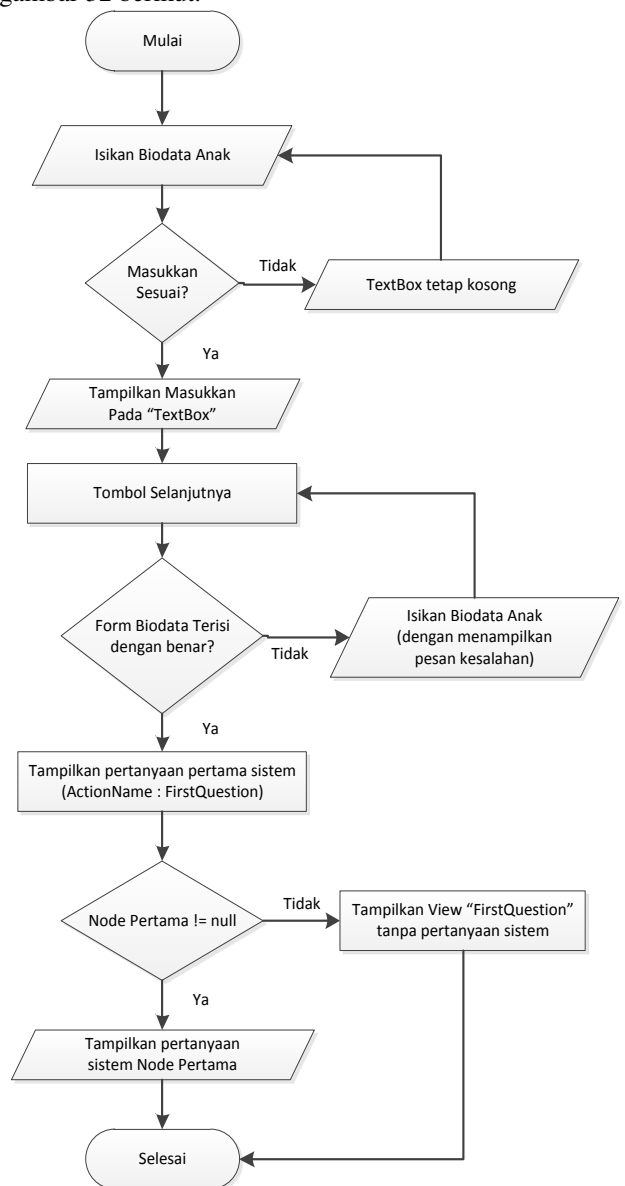 gambar 32 berikut.
Mulai
Isikan Biodata Anak
Masukkan
Sesuai?
Tidak
TextBox tetap kosong
Ya
Tampilkan Masukkan
Pada “TextBox”
Tombol Selanjutnya
Form Biodata Terisi
dengan benar?
Tidak
Isikan Biodata Anak
(dengan menampilkan
pesan kesalahan)
Ya
Tampilkan pertanyaan pertama sistem
(ActionName : FirstQuestion)
Node Pertama != null
Tidak
Tampilkan View “FirstQuestion”
tanpa pertanyaan sistem
Ya
Tampilkan pertanyaan
sistem Node Pertama
Selesai